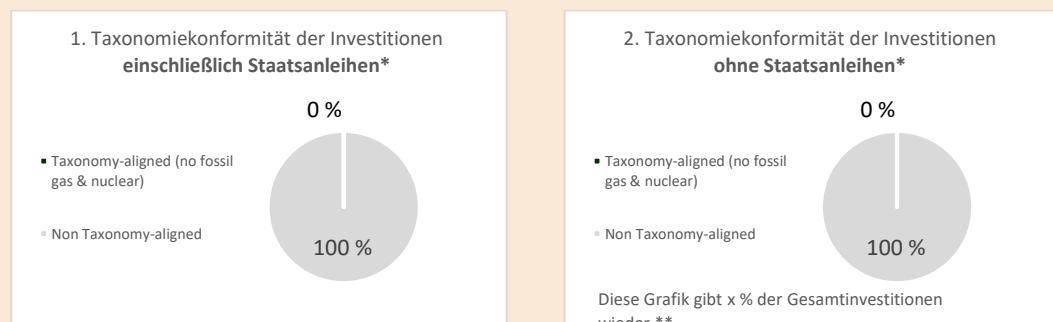 1. Taxonomiekonformität der Investitionen
einschließlich Staatsanleihen*
0 %
Taxonomy-aligned (no fossil
gas & nuclear)
Non Taxonomy-aligned
100 %
2. Taxonomiekonformität der Investitionen
ohne Staatsanleihen*
0 %
Taxonomy-aligned (no fossil
gas & nuclear)
Non Taxonomy-aligned
100 %
Diese Grafik gibt x % der Gesamtinvestitionen
wieder.**